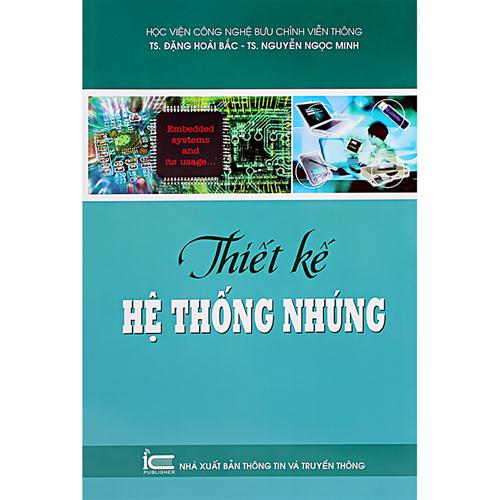 HỌC VIỆN CÔNG NGHỆ BƯU CHÍNH VIỄN THÔNG
TS. ĐẶNG HOÀI BẮC - TS. NGUYỄN NGỌC MINH
Embedded
systems
and
its usage...
Thiết kế
HỆ THỐNG NHÚNG
ic
PUBLISHER
NHÀ XUẤT BẢN THÔNG TIN VÀ TRUYỀN THÔNG